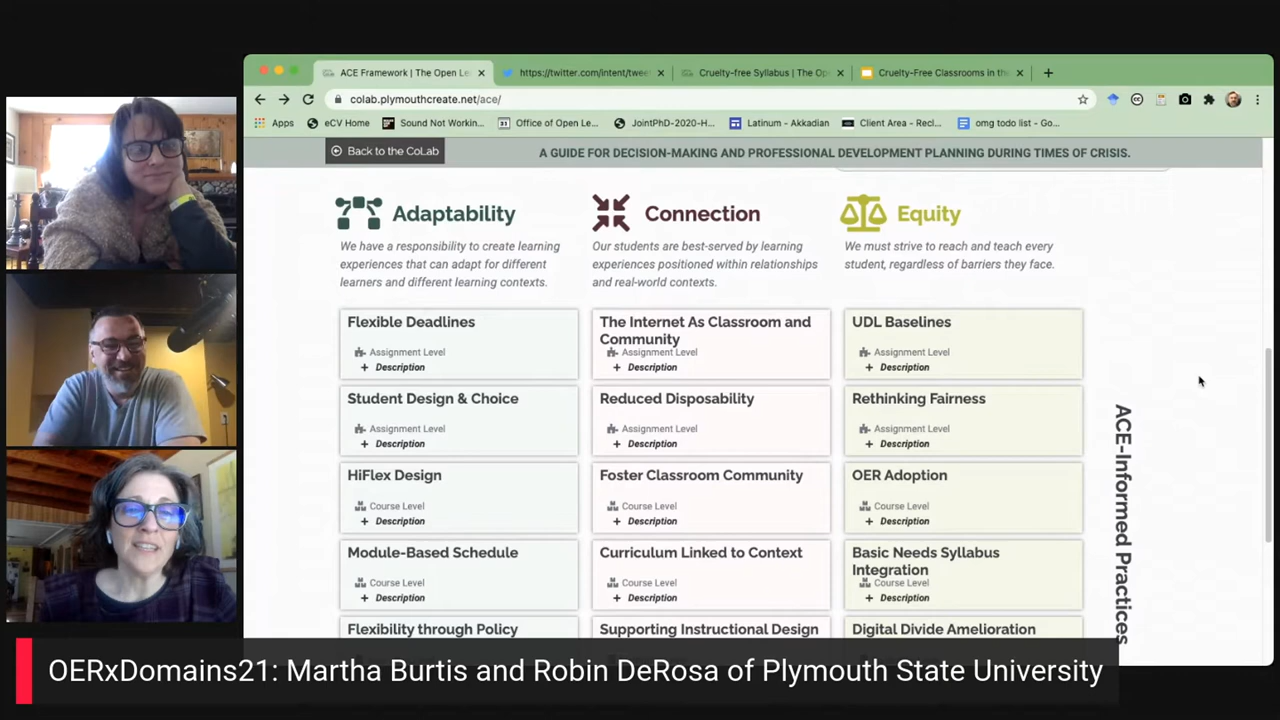 ACE Framework | The Open Le
https://twitter.com/intent/twee
Cruelty-free Syllabus | The Op
Cruelty-Free Classrooms in th
colab.plymouthcreate.net/ace/
Apps
eCV Home
Sound Not Workin...
Office of Open Le...
JointPhD-2020-H...
Latinum - Akkadian
Client Area - Recl...
omg todo list - Go...
Back to the CoLab
A GUIDE FOR DECISION-MAKING AND PROFESSIONAL DEVELOPMENT PLANNING DURING TIMES OF CRISIS.
Adaptability
We have a responsibility to create learning
experiences that can adapt for different
learners and different learning contexts.
Flexible Deadlines
Assignment Level
+ Description
Student Design & Choice
Assignment Level
+ Description
HiFlex Design
Course Level
+ Description
Module-Based Schedule
Course Level
+ Description
Flexibility through Policy
Connection
Our students are best-served by learning
experiences positioned within relationships
and real-world contexts.
The Internet As Classroom and
Community
Assignment Level
+ Description
Reduced Disposability
Assignment Level
+ Description
Foster Classroom Community
Course Level
+ Description
Curriculum Linked to Context
Course Level
+ Description
Supporting Instructional Design
Equity
We must strive to reach and teach every
student, regardless of barriers they face.
UDL Baselines
Assignment Level
+ Description
Rethinking Fairness
Assignment Level
+ Description
OER Adoption
Course Level
+ Description
Basic Needs Syllabus
Integration
Course Level
+ Description
Digital Divide Amelioration
ACE-Informed Practices
OERxDomains21: Martha Burtis and Robin DeRosa of Plymouth State University